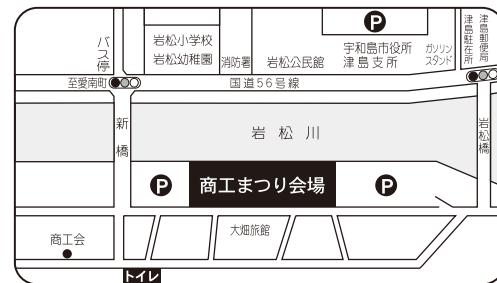 P
バス停
岩松小学校
岩松幼稚園
消防署
岩松公民館
宇和島市役所
津島支所
ガソリン
スタンド
津島郵便局
津島駐在所
至愛南町
国道56号線
新橋
岩松川
岩松橋
P
商工まつり会場
P
商工会
大畑旅館
トイレ